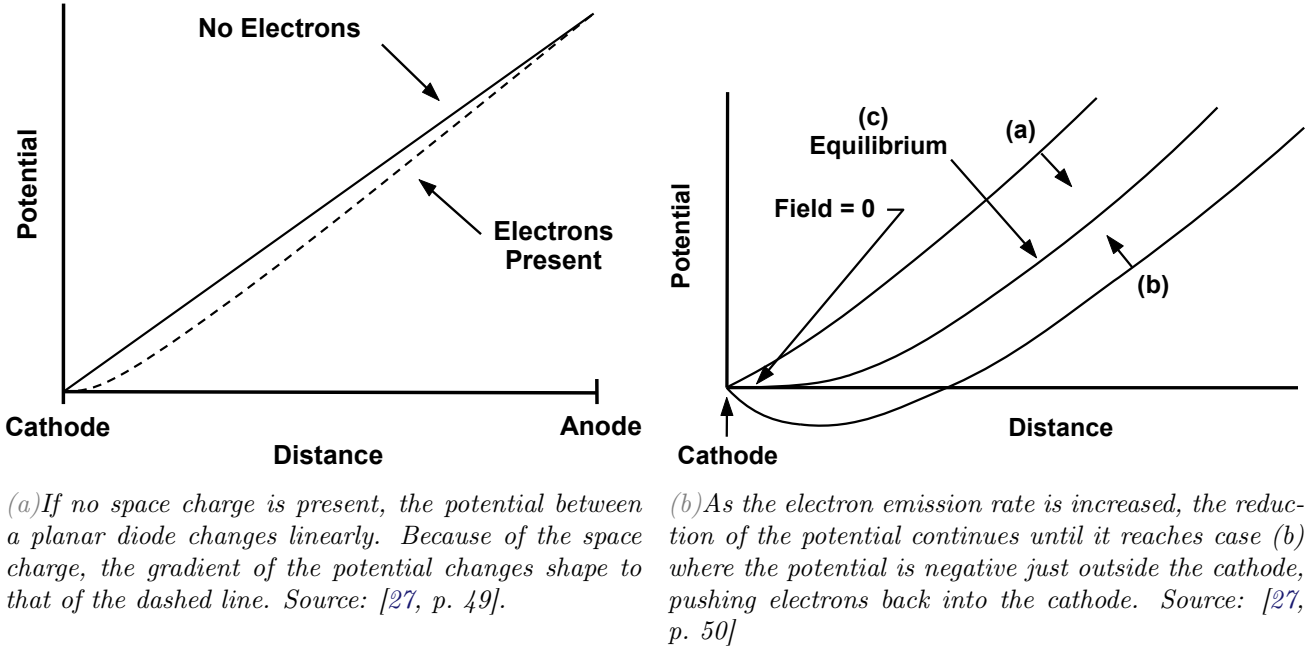 No Electrons
Potential
Electrons
Present
Cathode
Anode
Distance
(a)If no space charge is present, the potential between
a planar diode changes linearly. Because of the space
charge, the gradient of the potential changes shape to
that of the dashed line. Source: [27, p. 49].
(c)
Equilibrium
(a)
Field = 0
Potential
(b)
Distance
Cathode
(b)As the electron emission rate is increased, the reduc-
tion of the potential continues until it reaches case (b)
where the potential is negative just outside the cathode,
pushing electrons back into the cathode. Source: [27,
p. 50]